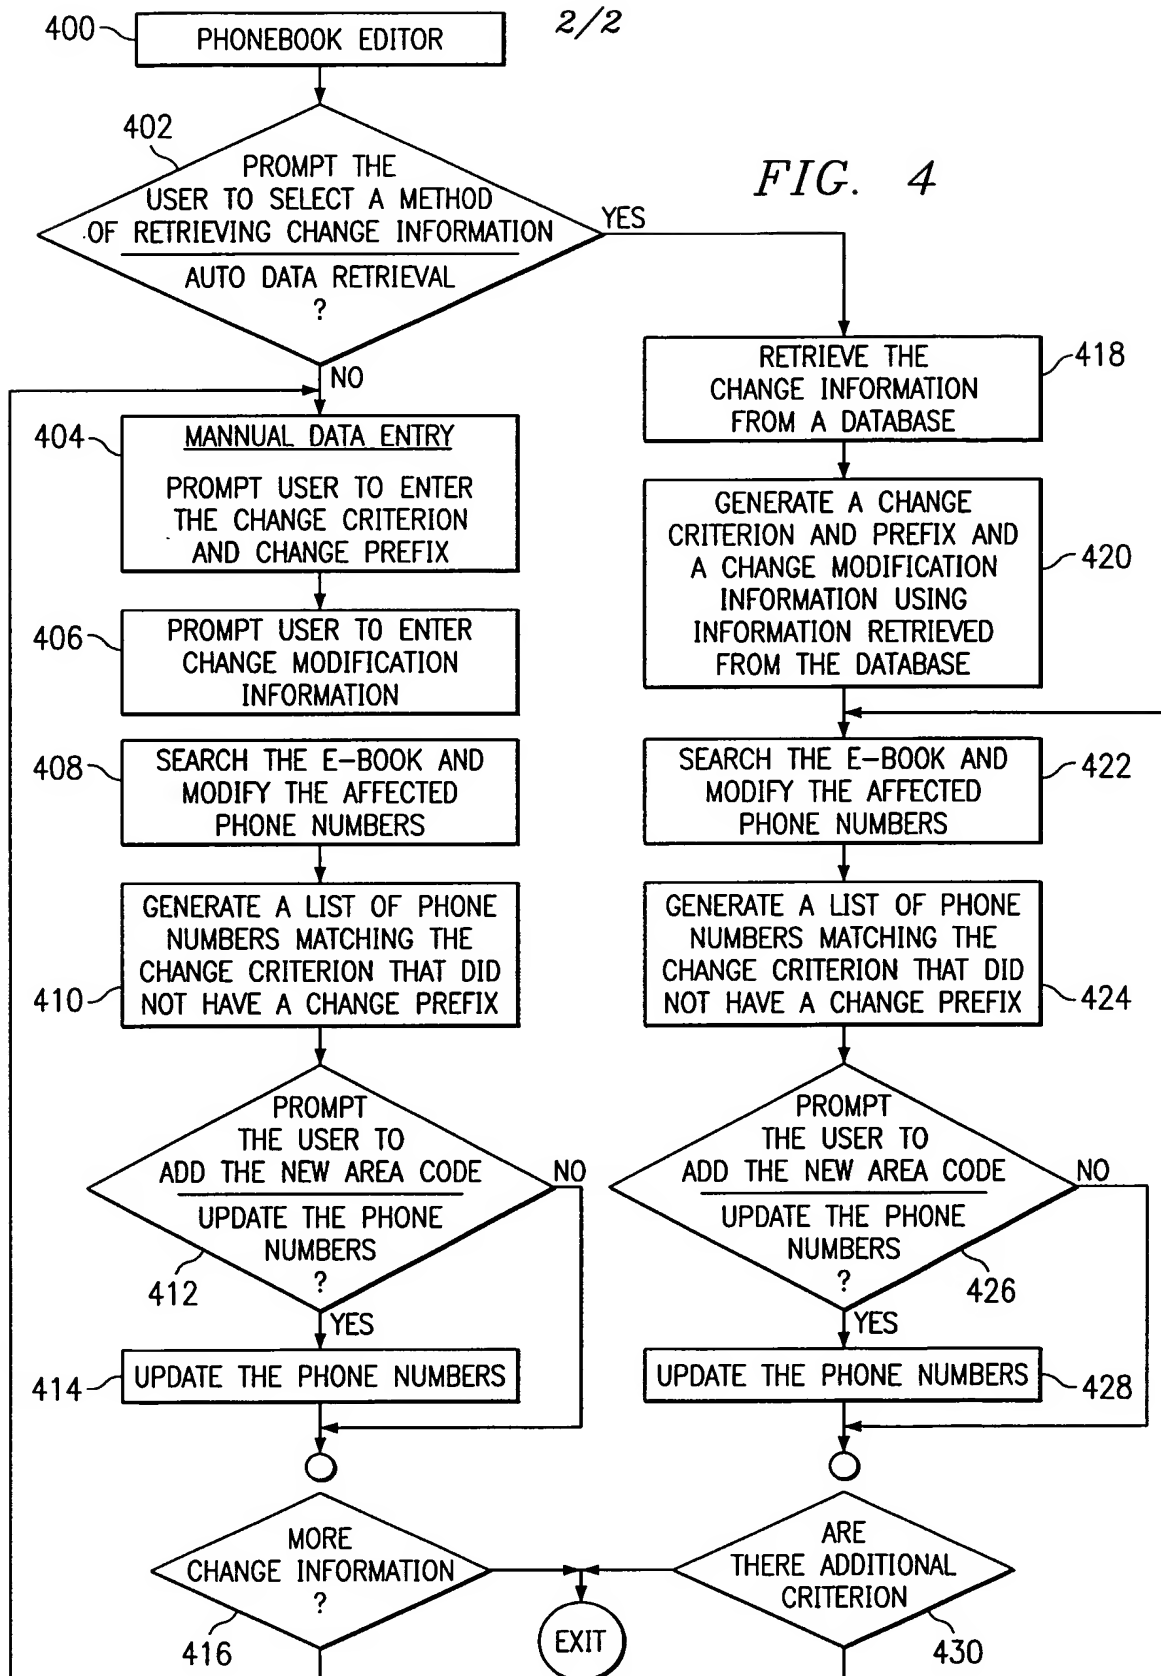 2/2
400
PHONEBOOK EDITOR
402
PROMPT THE
USER TO SELECT A METHOD
OF RETRIEVING CHANGE INFORMATION
AUTO DATA RETRIEVAL
?
YES
NO
FIG. 4
404
MANNUAL DATA ENTRY
PROMPT USER TO ENTER
THE CHANGE CRITERION
AND CHANGE PREFIX
406
PROMPT USER TO ENTER
CHANGE MODIFICATION
INFORMATION
408
SEARCH THE E-BOOK AND
MODIFY THE AFFECTED
PHONE NUMBERS
410
GENERATE A LIST OF PHONE
NUMBERS MATCHING THE
CHANGE CRITERION THAT DID
NOT HAVE A CHANGE PREFIX
PROMPT
THE USER TO
ADD THE NEW AREA CODE
UPDATE THE PHONE
NUMBERS
?
412
NO
YES
414
UPDATE THE PHONE NUMBERS
MORE
CHANGE INFORMATION
?
416
EXIT
RETRIEVE THE
CHANGE INFORMATION
FROM A DATABASE
418
GENERATE A CHANGE
CRITERION AND PREFIX AND
A CHANGE MODIFICATION
INFORMATION USING
INFORMATION RETRIEVED
FROM THE DATABASE
420
SEARCH THE E-BOOK AND
MODIFY THE AFFECTED
PHONE NUMBERS
422
GENERATE A LIST OF PHONE
NUMBERS MATCHING THE
CHANGE CRITERION THAT DID
NOT HAVE A CHANGE PREFIX
424
PROMPT
THE USER TO
ADD THE NEW AREA CODE
UPDATE THE PHONE
NUMBERS
?
426
NO
YES
UPDATE THE PHONE NUMBERS
428
ARE
THERE ADDITIONAL
CRITERION
430